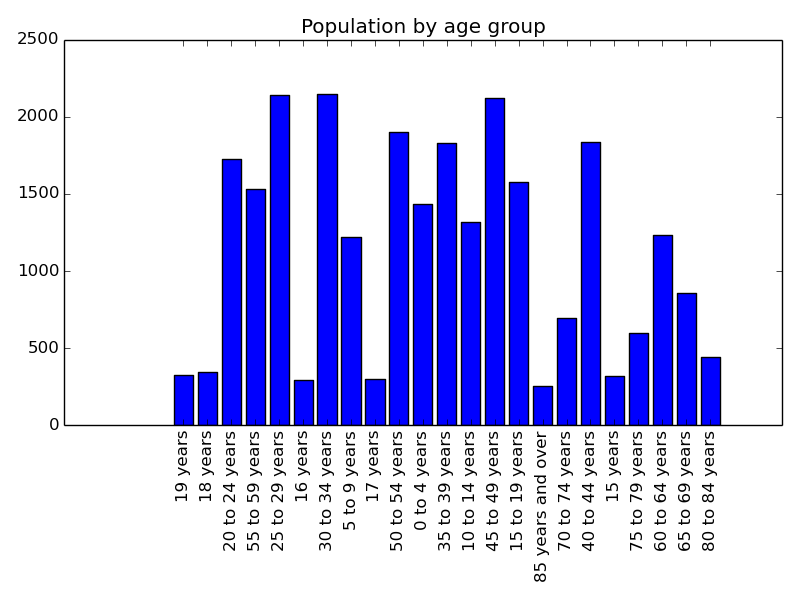 Population by age group
2500
2000
1500
1000
500
0
19 years
18 years
20 to 24 years
55 to 59 years
25 to 29 years
16 years
30 to 34 years
5 to 9 years
17 years
50 to 54 years
0 to 4 years
35 to 39 years
10 to 14 years
45 to 49 years
15 to 19 years
85 years and over
70 to 74 years
40 to 44 years
15 years
75 to 79 years
60 to 64 years
65 to 69 years
80 to 84 years